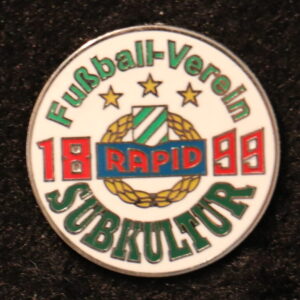 Fußball-Verein
18 RAPID 99
SUBKULTUR